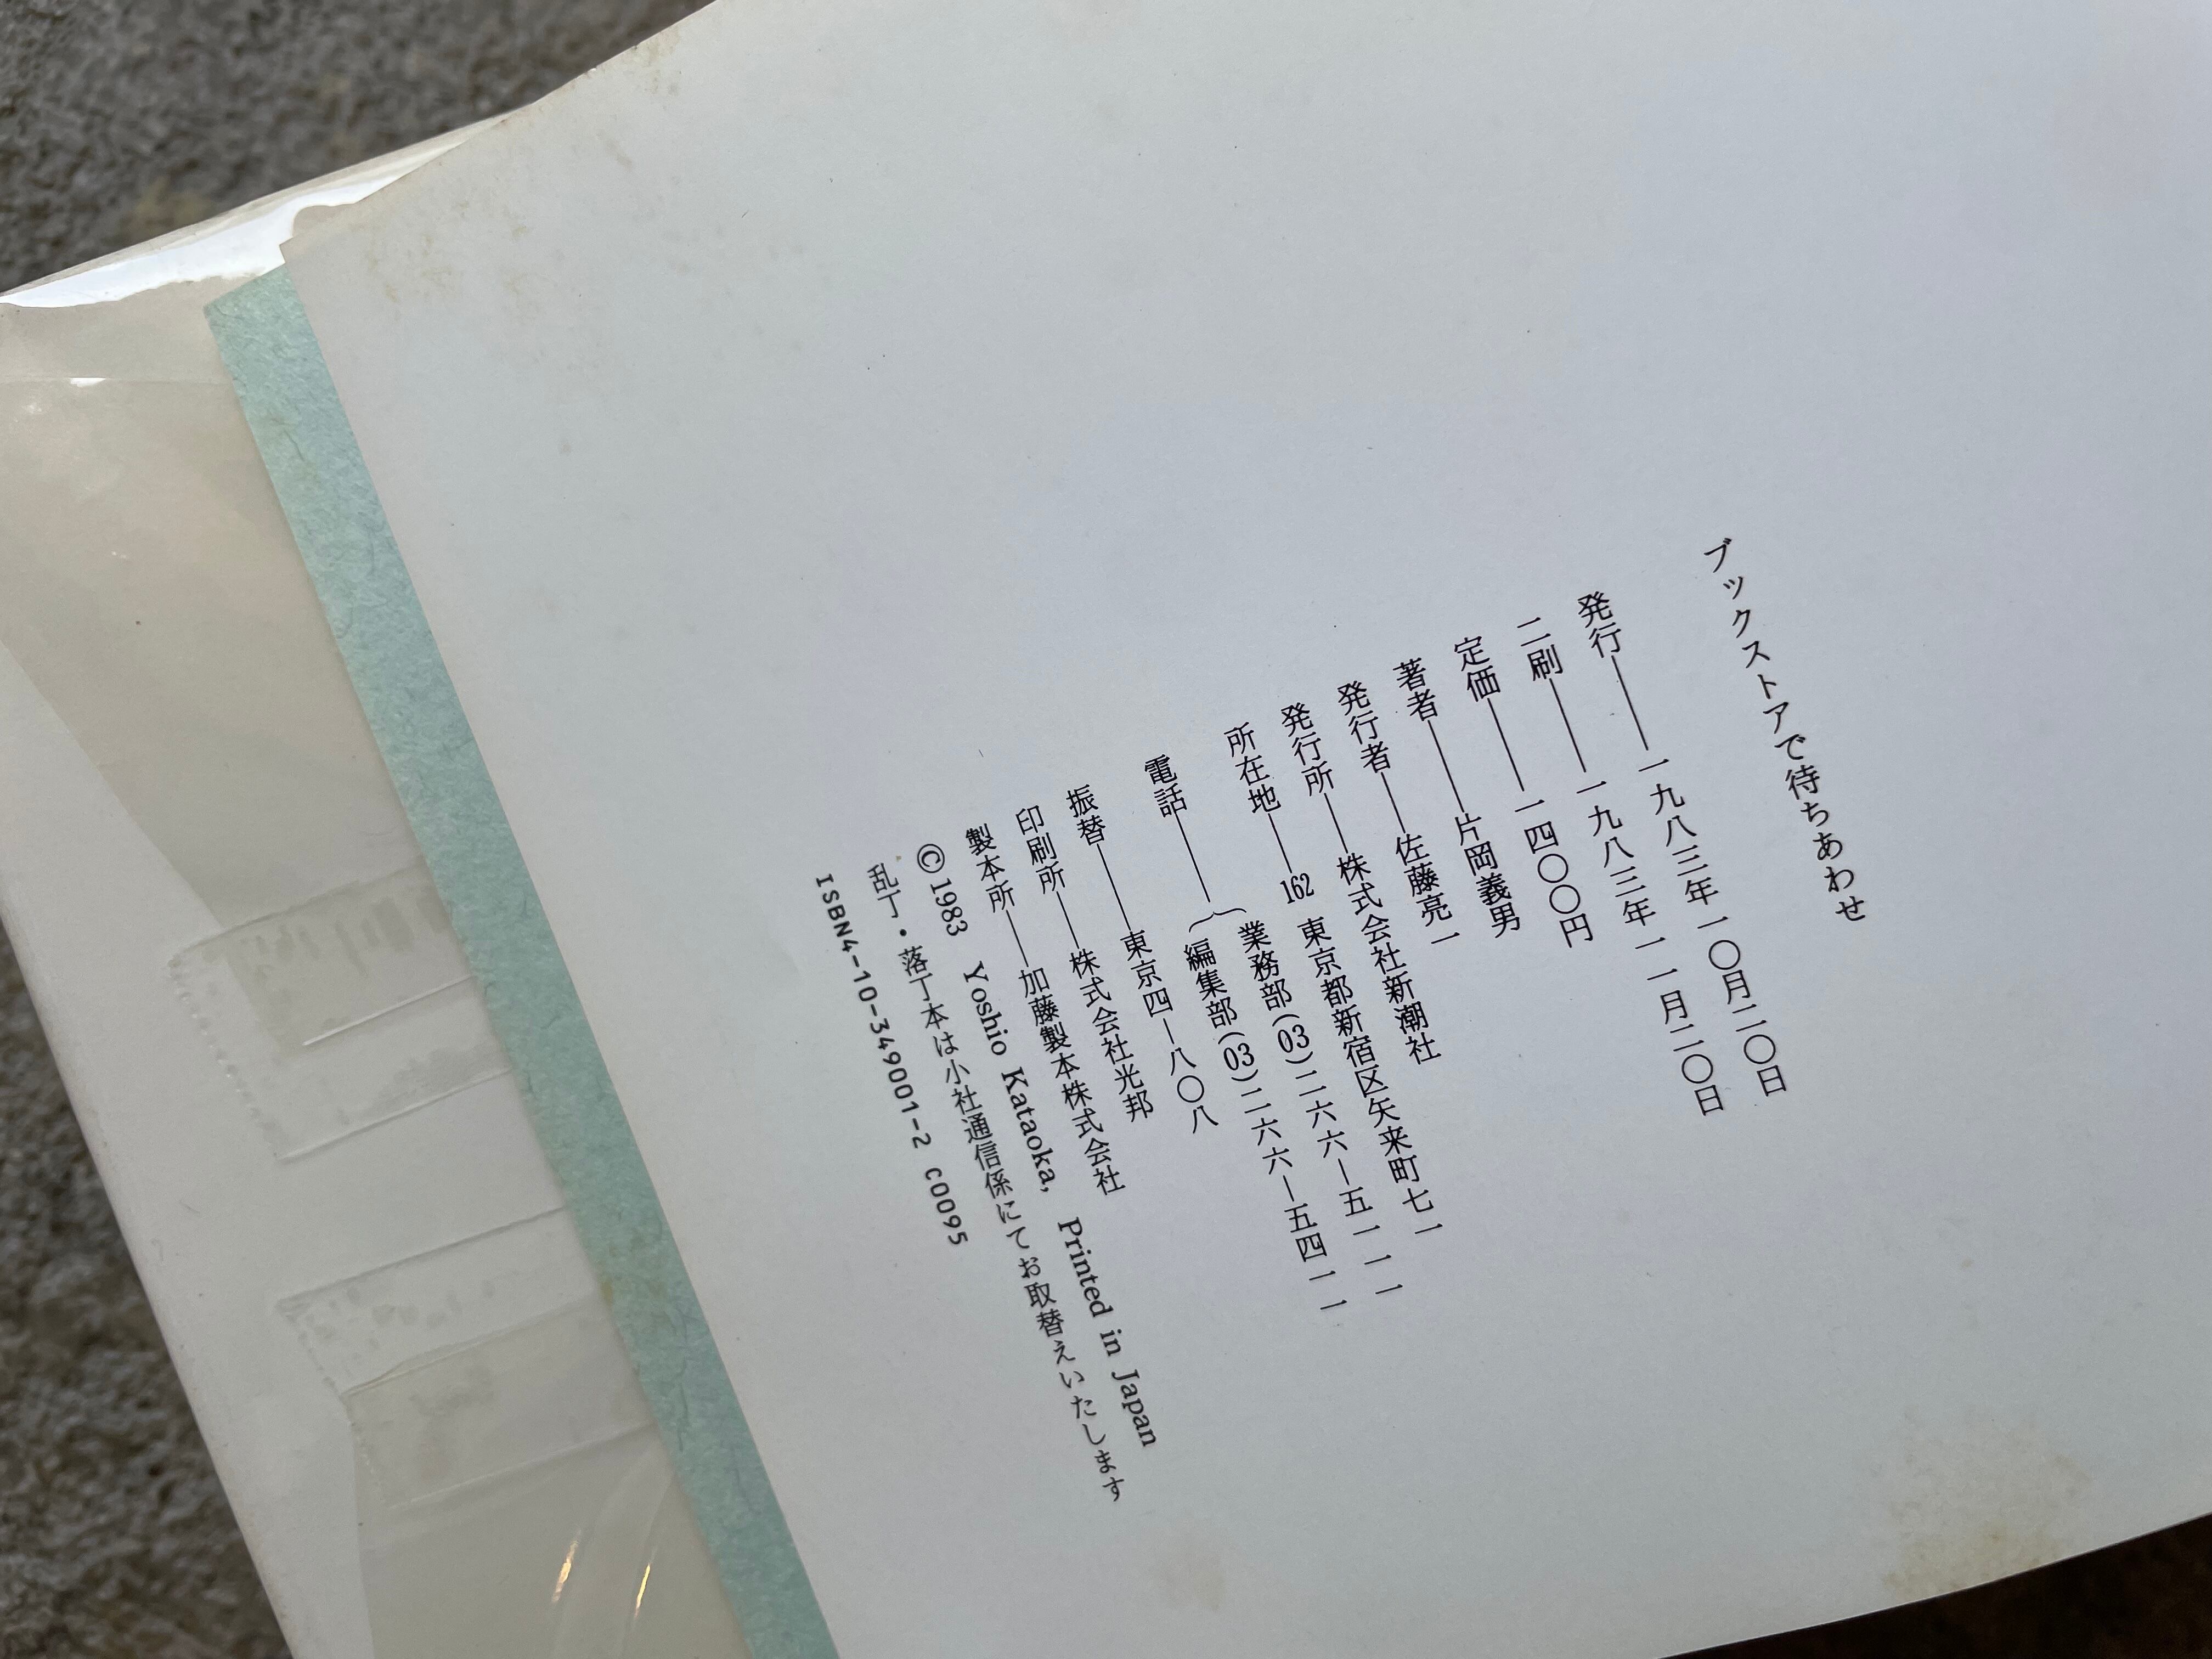 ブックストアで待ちあわせ
発行────一九八三年一〇月二〇日
二刷────一九八三年一一月二〇日
定価────一四〇〇円
著者────片岡義男
発行者───佐藤亮一
発行所───株式会社新潮社
所在地───162 東京都新宿区矢来町七一
電話────業務部(03)二六六―五一一一
編集部(03)二六六―五四一一
振替────東京四―八〇八
印刷所───株式会社光邦
製本所───加藤製本株式会社
©1983 Yoshio Kataoka, Printed in Japan
乱丁・落丁本は小社通信係にてお取替えいたします
ISBN4-10-349001-2 C0095